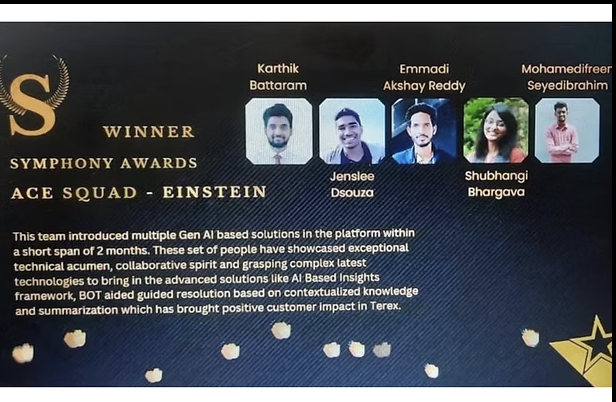 Karthik
Battaram
Emmadi
Akshay Reddy
Mohamedifreen
Seyedibrahim
S
WINNER
SYMPHONY AWARDS
ACE SQUAD - EINSTEIN
Jenslee
Dsouza
Shubhangi
Bhargava
This team introduced multiple Gen AI based solutions in the platform within
a short span of 2 months. These set of people have showcased exceptional
technical acumen, collaborative spirit and grasping complex latest
technologies to bring in the advanced solutions like AI Based Insights
framework, BOT aided guided resolution based on contextualized knowledge
and summarization which has brought positive customer impact in Terex.